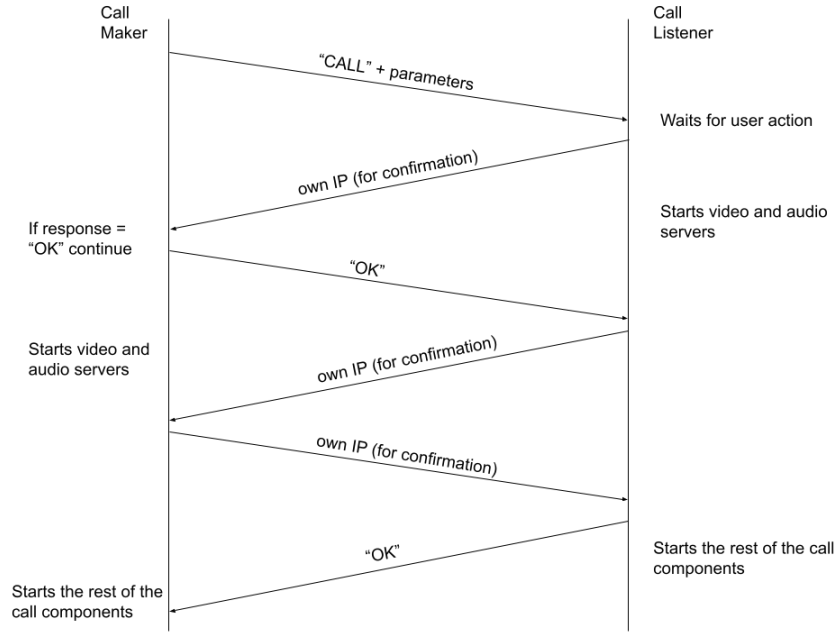 Call
Maker
Call
Listener
“CALL” + parameters
Waits for user action
own IP (for confirmation)
Starts video and audio
servers
If response =
“OK” continue
“OK”
Starts video and
audio servers
own IP (for confirmation)
own IP (for confirmation)
“OK”
Starts the rest of the call
components
Starts the rest of the
call components